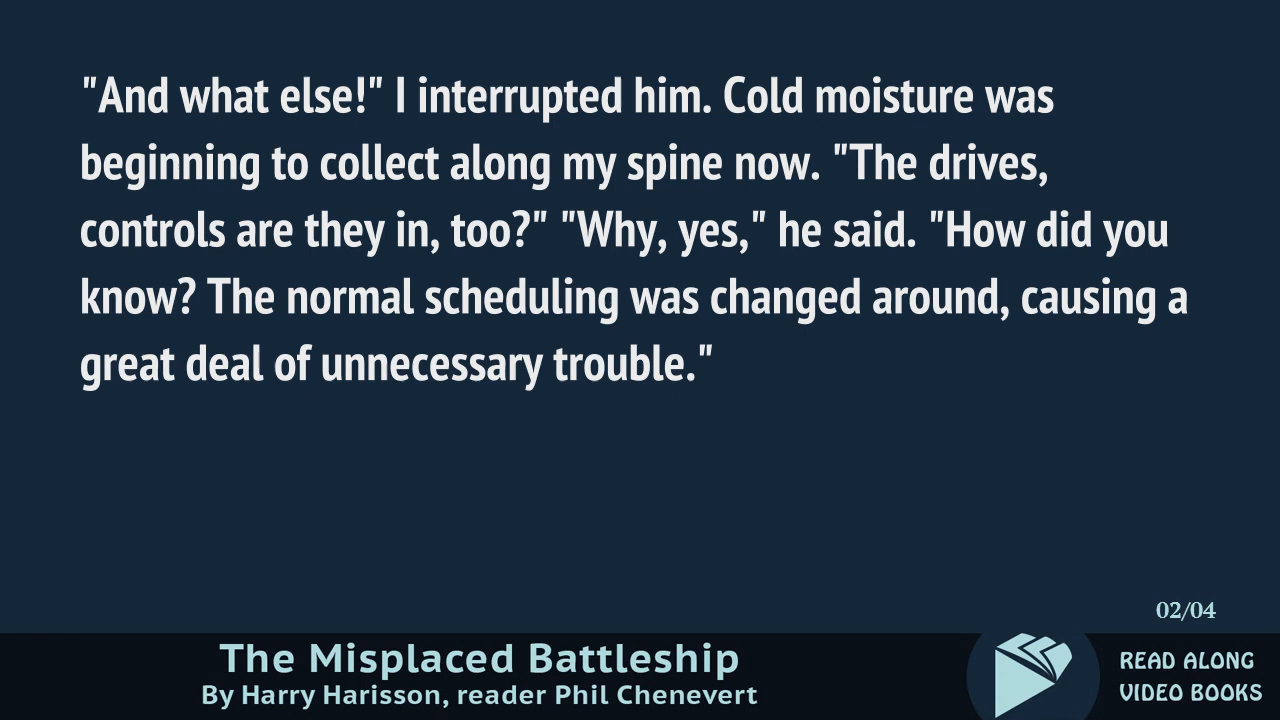 "And what else!" I interrupted him. Cold moisture was
beginning to collect along my spine now. "The drives,
controls are they in, too?" "Why, yes," he said. "How did you
know? The normal scheduling was changed around, causing a
great deal of unnecessary trouble."
02/04
The Misplaced Battleship
By Harry Harisson, reader Phil Chenevert
READ ALONG
VIDEO BOOKS